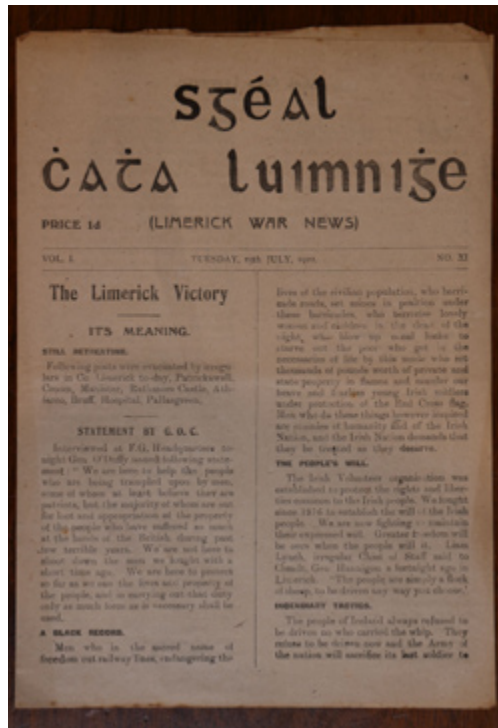 Sgéal
Ċaṫa Luimniġe
PRICE 1d (LIMERICK WAR NEWS)
VOL. I. TUESDAY, JULY, NO. XI
The Limerick Victory
ITS MEANING.
STILL RETREATING.
Following posts were evacuated by irregu-
lars in Co. Limerick to-day, Patrickswell,
Croom, Manister, Rathmore Castle, Ath-
lacca, Bruff, Hospital, Pallasgreen.
STATEMENT BY G. O. C.
Interviewed at F.G. Headquarters to-
night Gen. O'Duffy issued following state-
ment: "We are here to help the people
who are being trampled upon by men,
some of whom at least believe they are
patriots, but the majority of whom are out
for loot and appropriation of the property
of the people who have suffered so much
at the hands of the British during past
few terrible years. We are not here to
shoot down the men we fought with a
short time ago. We are here to protect
so far as we can the lives and property of
the people, and in carrying out that duty
only as much force as is necessary shall be
used.
A BLACK RECORD.
Men who in the sacred name of
freedom cut railway lines, endangering the
lives of the civilian population, who barri-
cade roads, set mines in position under
these barricades, who terrorise lonely
women and children in the dead of the
night, who blow up canal locks to
starve out the poor who get in the
necessaries of life by this mode who set
thousands of pounds worth of private and
state property in flames and murder our
brave and fearless young Irish soldiers
under protection of the Red Cross flag.
Men who do these things however inspired
are enemies of humanity and of the Irish
Nation, and the Irish Nation demands that
they be treated as they deserve.
THE PEOPLE'S WILL.
The Irish Volunteer organisation was
established to protect the rights and liber-
ties common to the Irish people. We fought
since 1916 to establish the will of the Irish
people. We are now fighting to maintain
their expressed will. Greater freedom will
be ours when the people will it. Liam
Lynch, irregular Chief of Staff said to
Comdt. Gen. Hannigan a fortnight ago in
Limerick "The people are simply a flock
of sheep, to be driven any way you choose."
INCENDIARY TACTICS.
The people of Ireland always refused to
be driven no who carried the whip. They
refuse to be driven now and the Army of
the nation will sacrifice its last soldier to